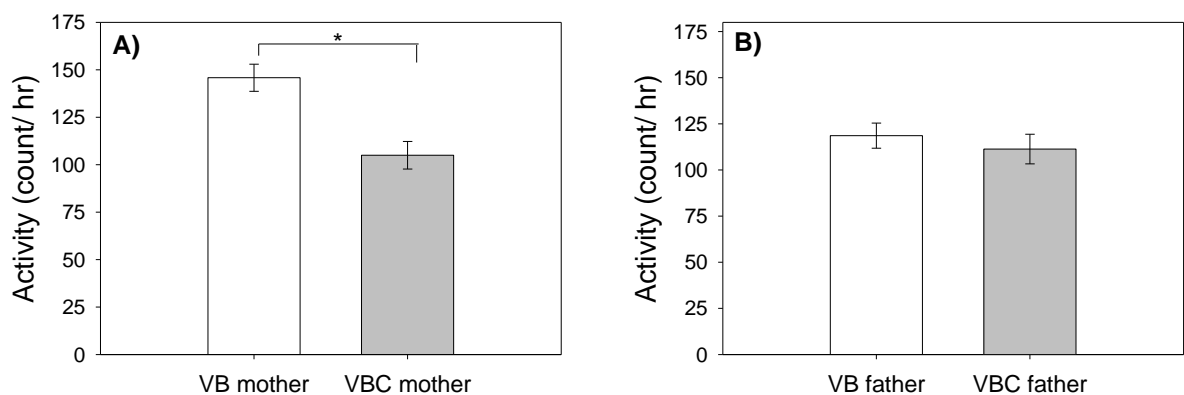 A)
*
Activity (count/ hr)
175
150
125
100
75
50
25
0
VB mother
VBC mother
B)
Activity (count/ hr)
175
150
125
100
75
50
25
0
VB father
VBC father